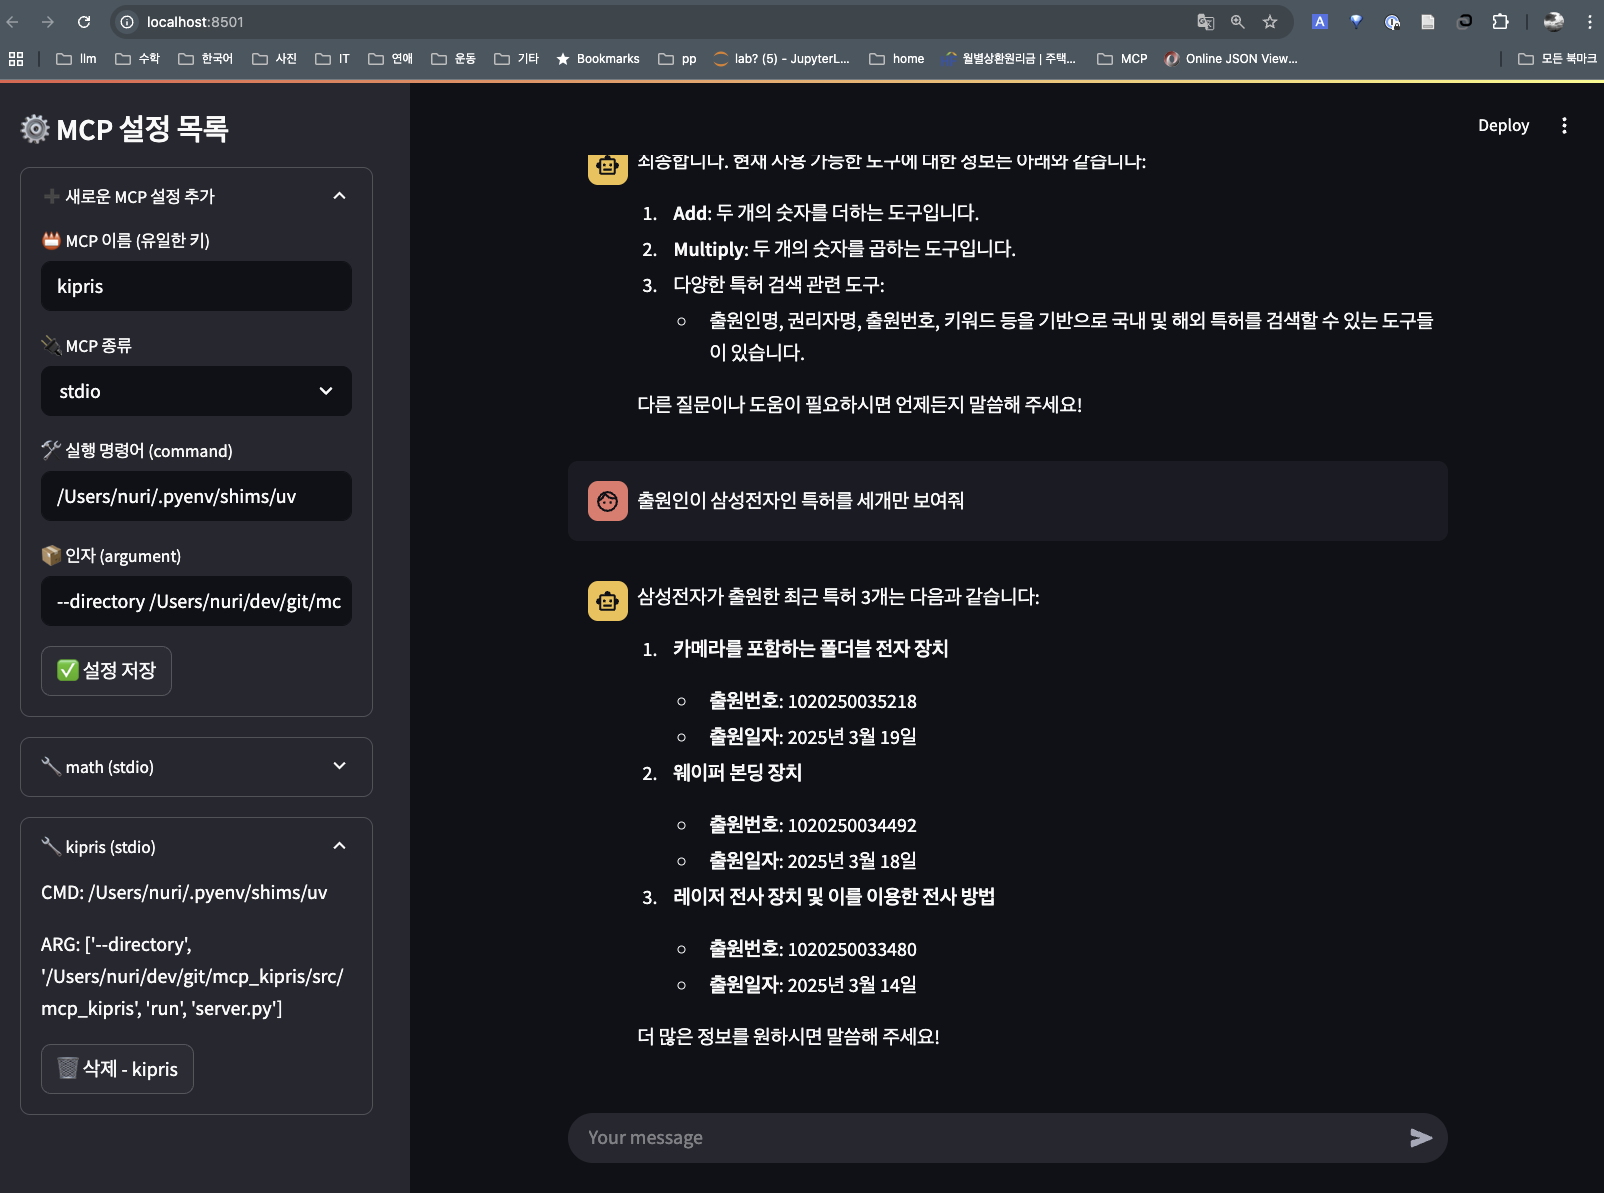 localhost:8501
llm
수학
한국어
사진
IT
연애
운동
기타
Bookmarks
pp
lab? (5) - JupyterL...
home
월별상환원리금 | 주택...
MCP
Online JSON View...
모든 북마크
MCP 설정 목록
새로운 MCP 설정 추가
MCP 이름 (유일한 키)
kipris
MCP 종류
stdio
실행 명령어 (command)
/Users/nuri/.pyenv/shims/uv
인자 (argument)
--directory /Users/nuri/dev/git/mc
설정 저장
math (stdio)
kipris (stdio)
CMD: /Users/nuri/.pyenv/shims/uv
ARG: ['--directory',
'/Users/nuri/dev/git/mcp_kipris/src/
mcp_kipris', 'run', 'server.py']
삭제 - kipris
Deploy
죄송합니다. 현재 사용 가능한 도구에 대한 정보는 아래와 같습니다:
1. Add: 두 개의 숫자를 더하는 도구입니다.
2. Multiply: 두 개의 숫자를 곱하는 도구입니다.
3. 다양한 특허 검색 관련 도구:
출원인명, 권리자명, 출원번호, 키워드 등을 기반으로 국내 및 해외 특허를 검색할 수 있는 도구들
이 있습니다.
다른 질문이나 도움이 필요하시면 언제든지 말씀해 주세요!
출원인이 삼성전자인 특허를 세개만 보여줘
삼성전자가 출원한 최근 특허 3개는 다음과 같습니다:
1. 카메라를 포함하는 폴더블 전자 장치
출원번호: 1020250035218
출원일자: 2025년 3월 19일
2. 웨이퍼 본딩 장치
출원번호: 1020250034492
출원일자: 2025년 3월 18일
3. 레이저 전사 장치 및 이를 이용한 전사 방법
출원번호: 1020250033480
출원일자: 2025년 3월 14일
더 많은 정보를 원하시면 말씀해 주세요!
Your message